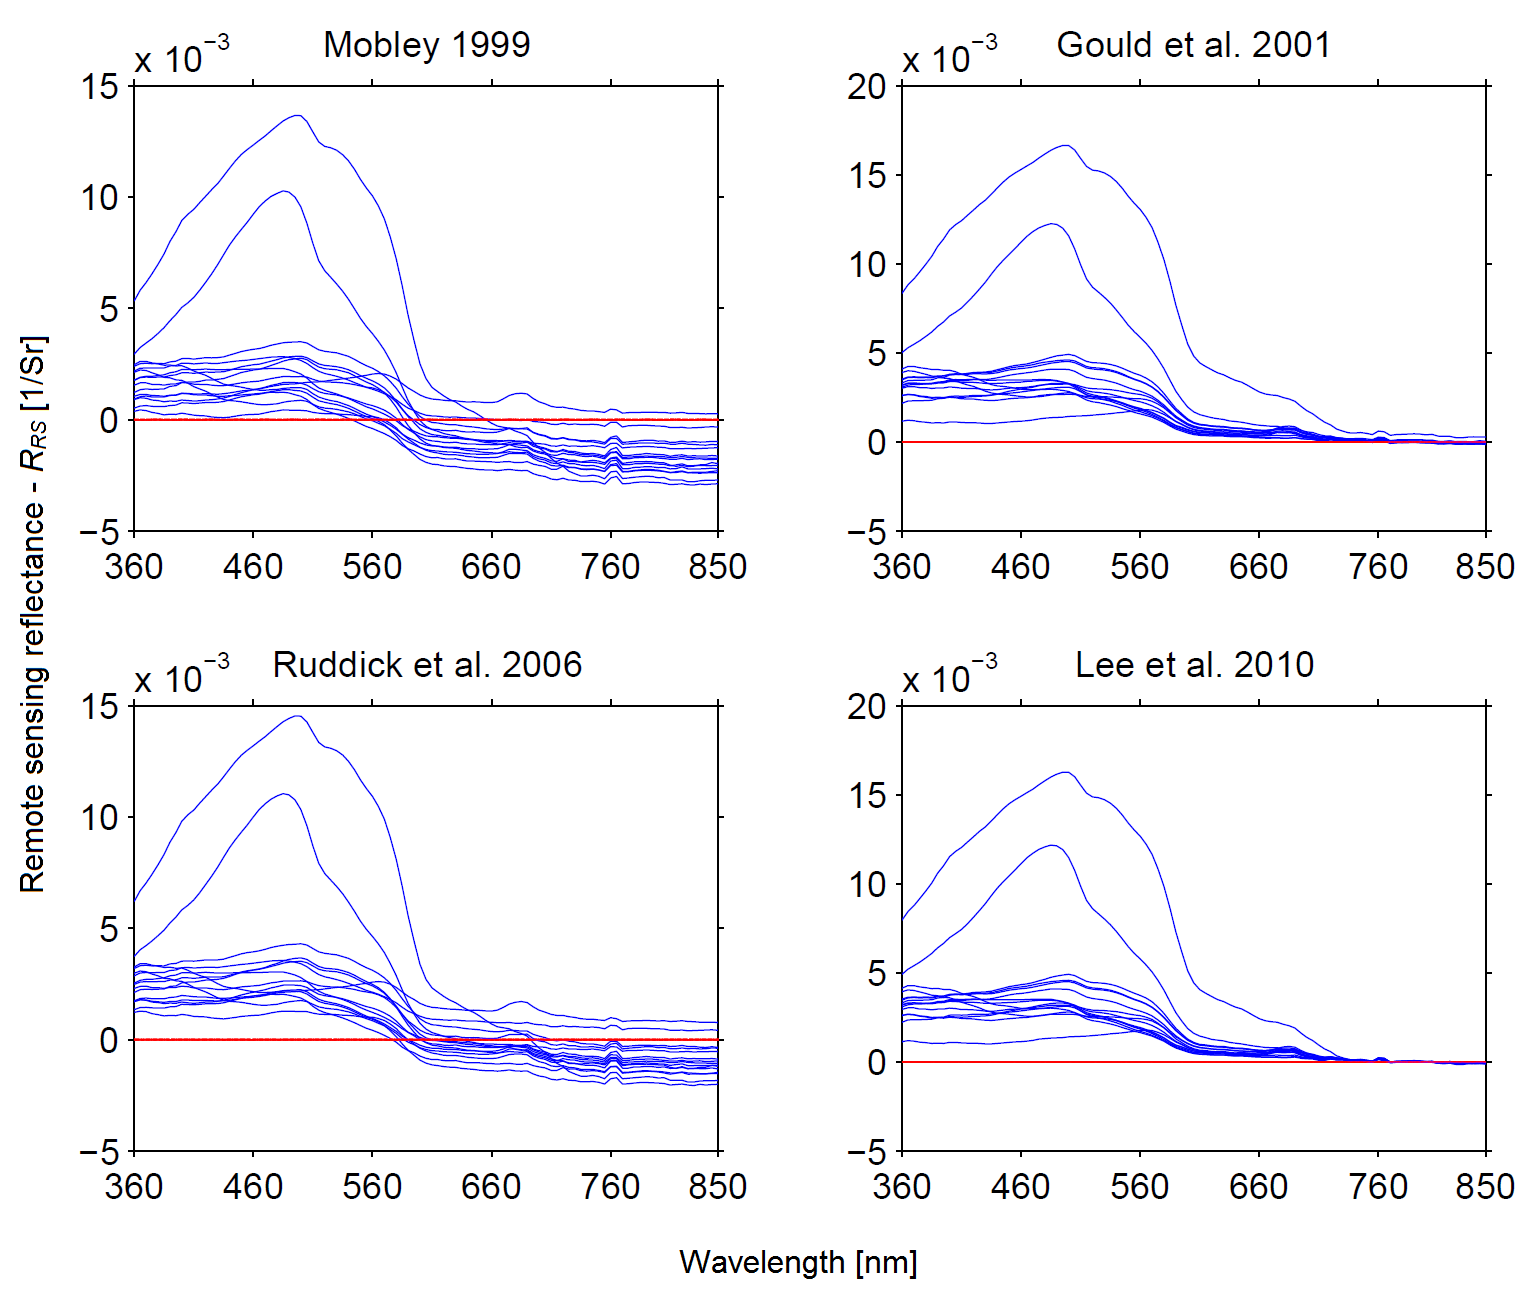 Mobley 1999
x 10⁻³
15
10
5
0
−5
360 460 560 660 760 850
Gould et al. 2001
x 10⁻³
20
15
10
5
0
−5
360 460 560 660 760 850
Remote sensing reflectance - R_RS [1/Sr]
Ruddick et al. 2006
x 10⁻³
15
10
5
0
−5
360 460 560 660 760 850
Lee et al. 2010
x 10⁻³
20
15
10
5
0
−5
360 460 560 660 760 850
Wavelength [nm]